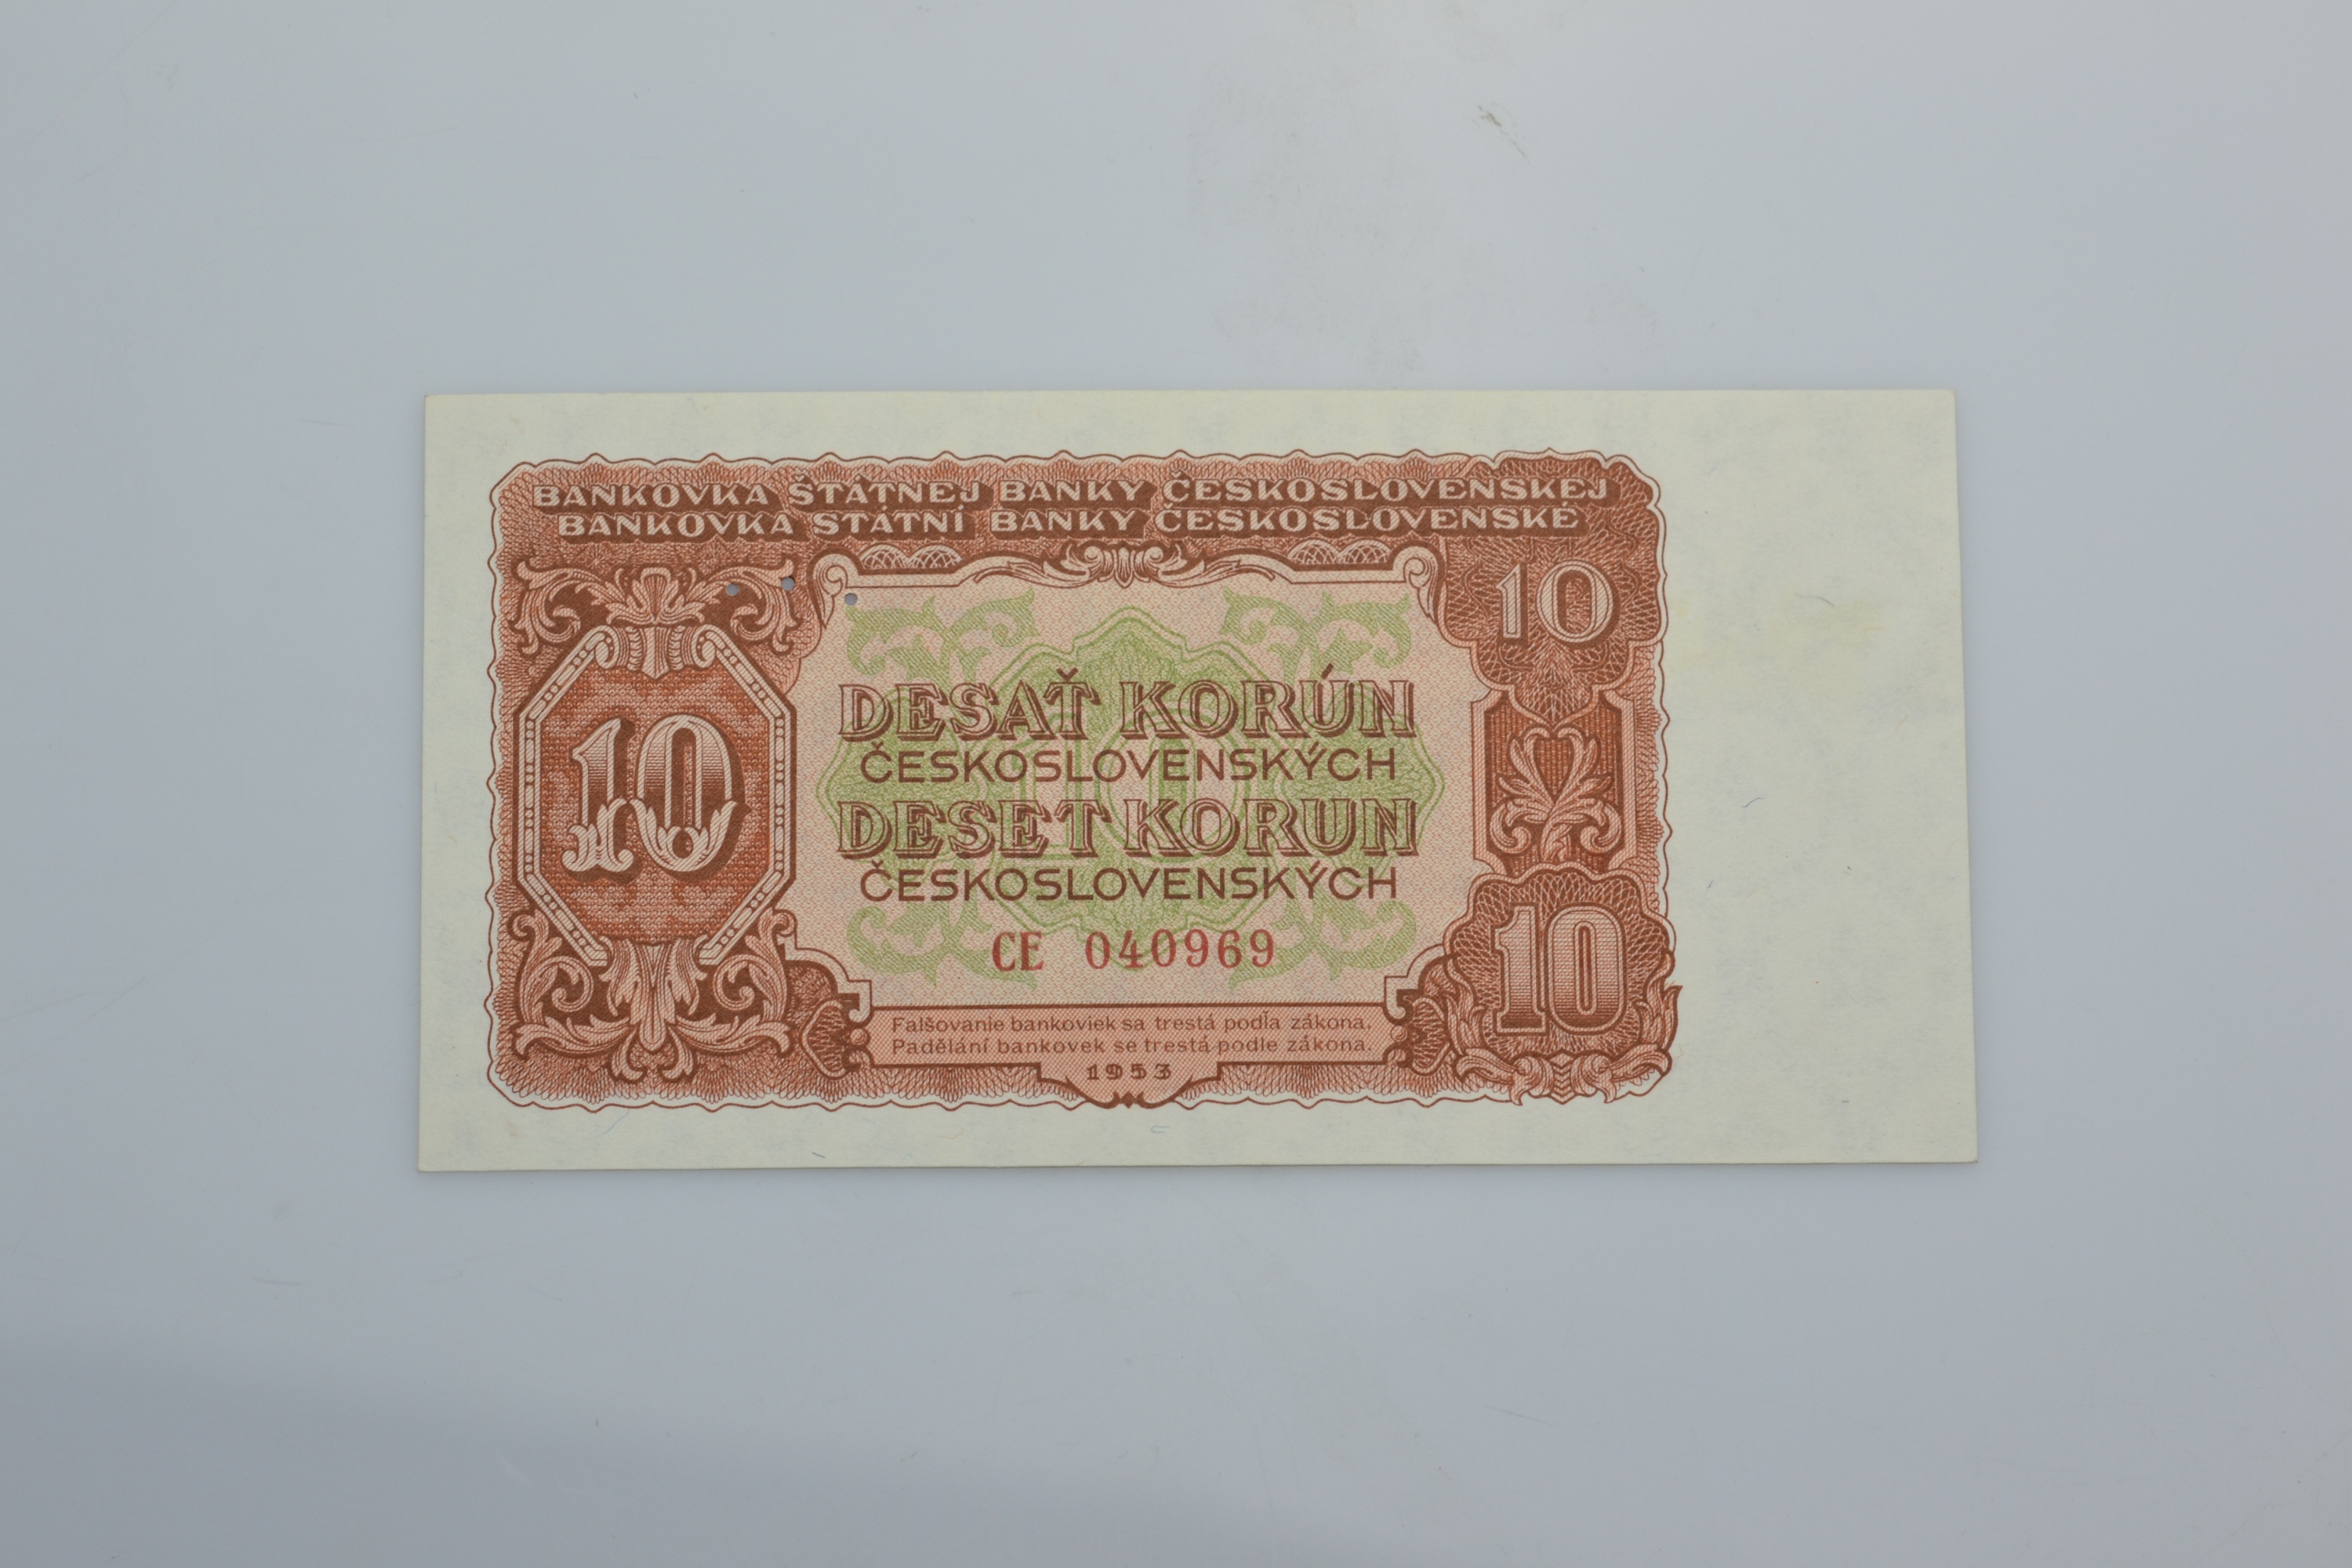 BANKOVKA ŠTÁTNEJ BANKY ČESKOSLOVENSKEJ
BANKOVKA STÁTNÍ BANKY ČESKOSLOVENSKÉ
10
10
DESAŤ KORÚN
ČESKOSLOVENSKÝCH
DESET KORUN
ČESKOSLOVENSKÝCH
CE 040969
10
Falšovanie bankoviek sa trestá podľa zákona.
Padělání bankovek se trestá podle zákona.
1953